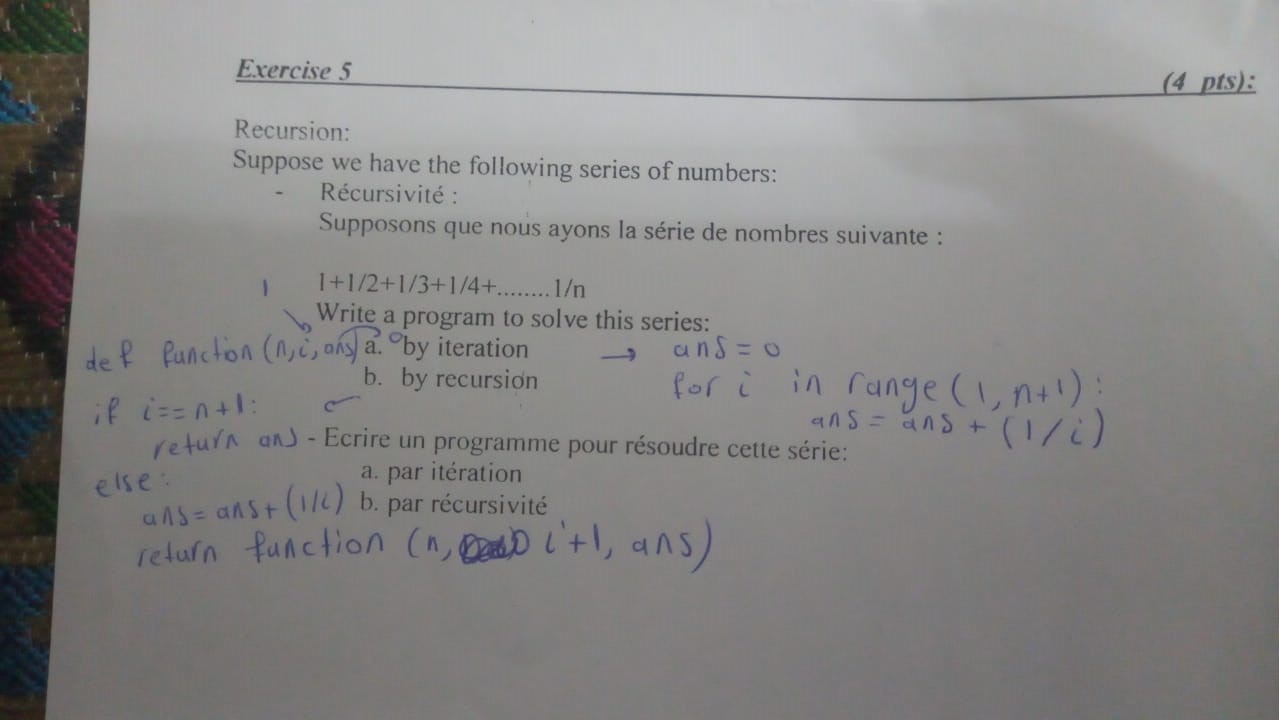 Exercise 5 (4 pts):
Recursion:
Suppose we have the following series of numbers:
- Récursivité :
Supposons que nous ayons la série de nombres suivante :
1 1+1/2+1/3+1/4+........1/n
Write a program to solve this series:
def function (n,i,ans) a. 0 by iteration → ans = 0
b. by recursion for i in range (1, n+1):
if i==n+1: ans = ans + (1/i)
return ans - Ecrire un programme pour résoudre cette série:
else: a. par itération
ans = ans + (1/i) b. par récursivité
return function (n, i+1, ans)